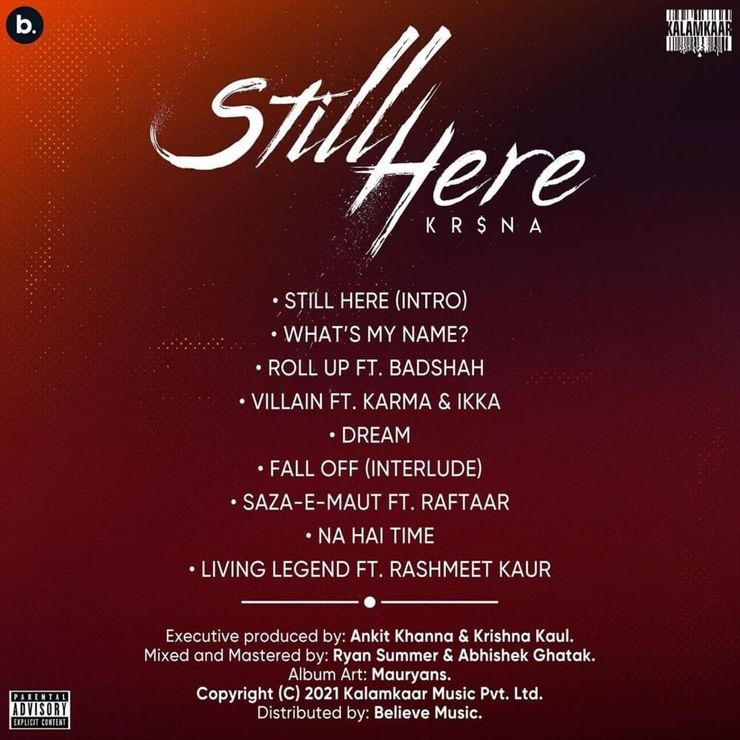 b.
KALAMKAAR
Still Here
KR$NA
• STILL HERE (INTRO)
• WHAT'S MY NAME?
• ROLL UP FT. BADSHAH
• VILLAIN FT. KARMA & IKKA
• DREAM
• FALL OFF (INTERLUDE)
• SAZA-E-MAUT FT. RAFTAAR
• NA HAI TIME
• LIVING LEGEND FT. RASHMEET KAUR
Executive produced by: Ankit Khanna & Krishna Kaul.
Mixed and Mastered by: Ryan Summer & Abhishek Ghatak.
Album Art: Mauryans.
Copyright (C) 2021 Kalamkaar Music Pvt. Ltd.
Distributed by: Believe Music.
PARENTAL
ADVISORY
EXPLICIT CONTENT